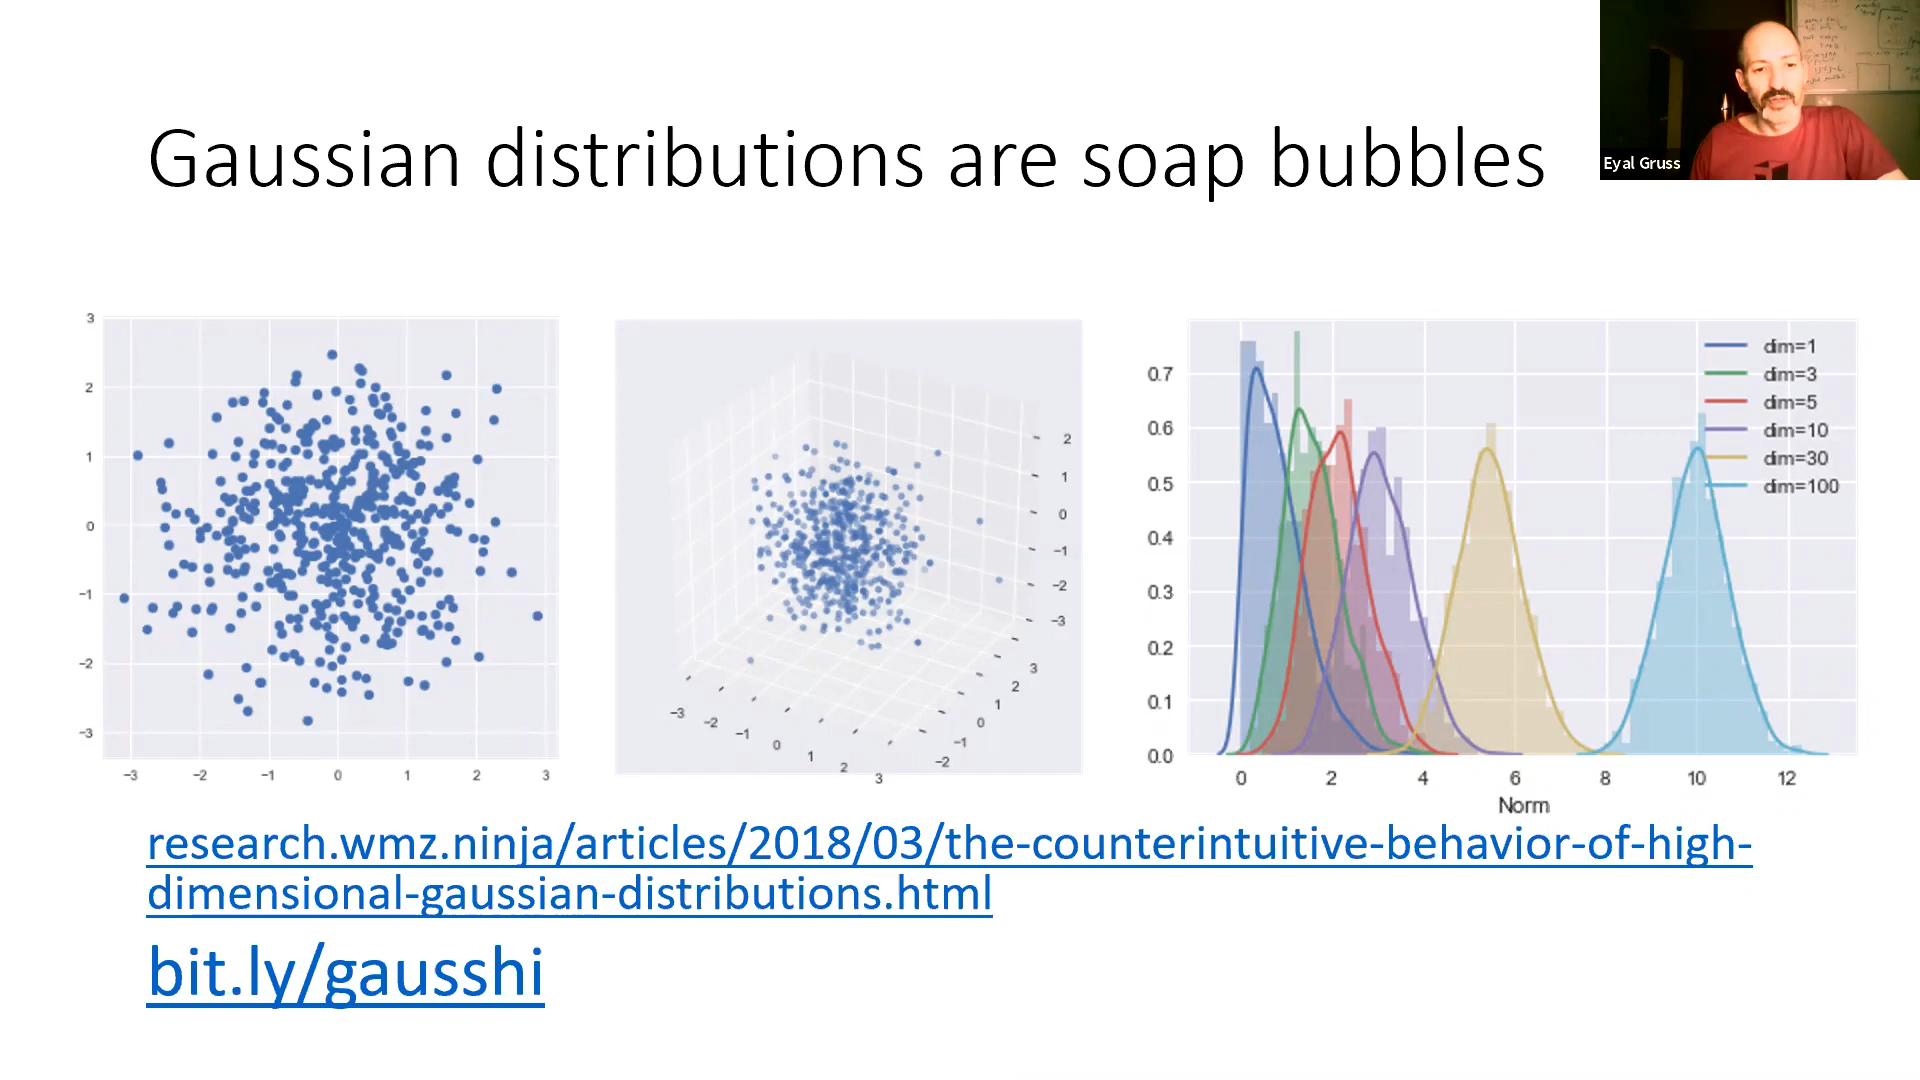 Gaussian distributions are soap bubbles
Eyal Gruss
3
2
1
0
−1
−2
−3
−3 −2 −1 0 1 2 3
2
1
0
−1
−2
−3
−3 −2 −1 0 1 2 3
3
2
1
0
−1
−2
0.7
0.6
0.5
0.4
0.3
0.2
0.1
0.0
dim=1
dim=3
dim=5
dim=10
dim=30
dim=100
0 2 4 6 8 10 12
Norm
research.wmz.ninja/articles/2018/03/the-counterintuitive-behavior-of-high-
dimensional-gaussian-distributions.html
bit.ly/gausshi